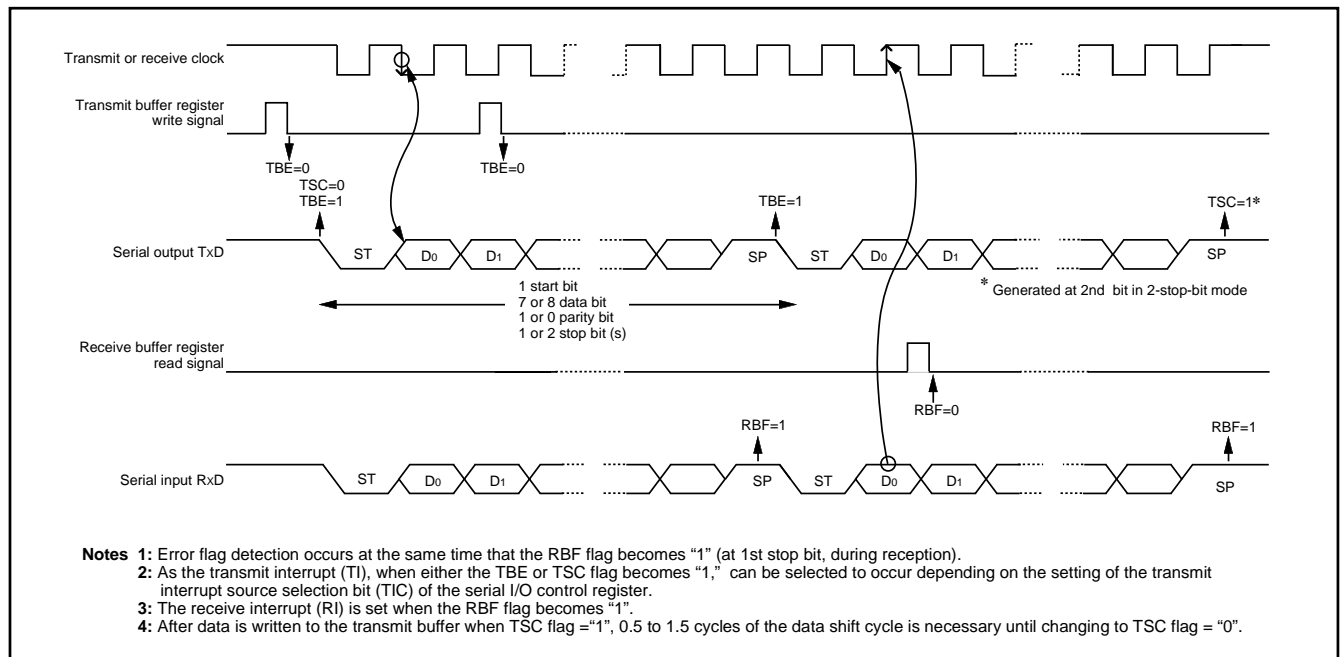 Transmit or receive clock
Transmit buffer register
write signal
TBE=0
TBE=0
TSC=0
TBE=1
TBE=1
TSC=1*
Serial output TxD
ST
D0
D1
SP
ST
D0
D1
SP
* Generated at 2nd bit in 2-stop-bit mode
1 start bit
7 or 8 data bit
1 or 0 parity bit
1 or 2 stop bit (s)
Receive buffer register
read signal
RBF=0
RBF=1
RBF=1
Serial input RxD
ST
D0
D1
SP
ST
D0
D1
SP
Notes 1: Error flag detection occurs at the same time that the RBF flag becomes “1” (at 1st stop bit, during reception).
2: As the transmit interrupt (TI), when either the TBE or TSC flag becomes “1,” can be selected to occur depending on the setting of the transmit
interrupt source selection bit (TIC) of the serial I/O control register.
3: The receive interrupt (RI) is set when the RBF flag becomes “1”.
4: After data is written to the transmit buffer when TSC flag =“1”, 0.5 to 1.5 cycles of the data shift cycle is necessary until changing to TSC flag = “0”.